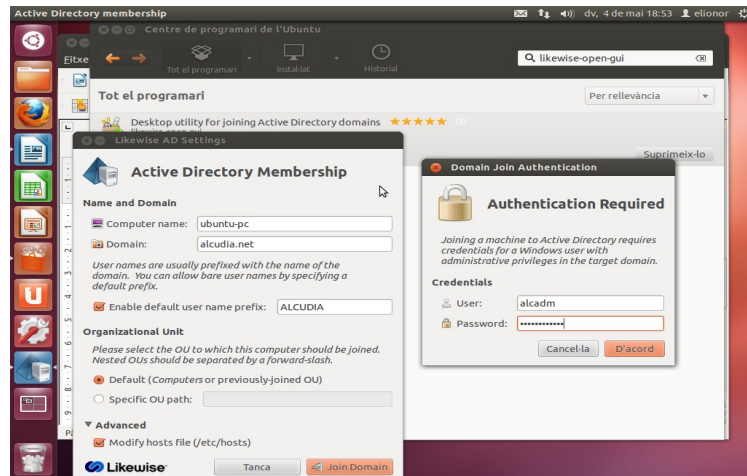 Active Directory membership
dv, 4 de mai 18:53 elionor
Centre de programari de l'Ubuntu
Eitxe
Tot el programari
Instal·lat
Historial
likewise-open-gui
Tot el programari
Per rellevància
Desktop utility for joining Active Directory domains
likewise-open-gui
Suprimeix-lo
Likewise AD Settings
Active Directory Membership
Name and Domain
Computer name: ubuntu-pc
Domain: alcudia.net
User names are usually prefixed with the name of the
domain. You can allow bare user names by specifying a
default prefix.
Enable default user name prefix: ALCUDIA
Organizational Unit
Please select the OU to which this computer should be joined.
Nested OUs should be separated by a forward-slash.
Default (Computers or previously-joined OU)
Specific OU path:
Advanced
Modify hosts file (/etc/hosts)
Likewise
Tanca
Join Domain
Domain Join Authentication
Authentication Required
Joining a machine to Active Directory requires
credentials for a Windows user with
administrative privileges in the target domain.
Credentials
User: alcadm
Password: ••••••••••••
Cancel·la
D'acord